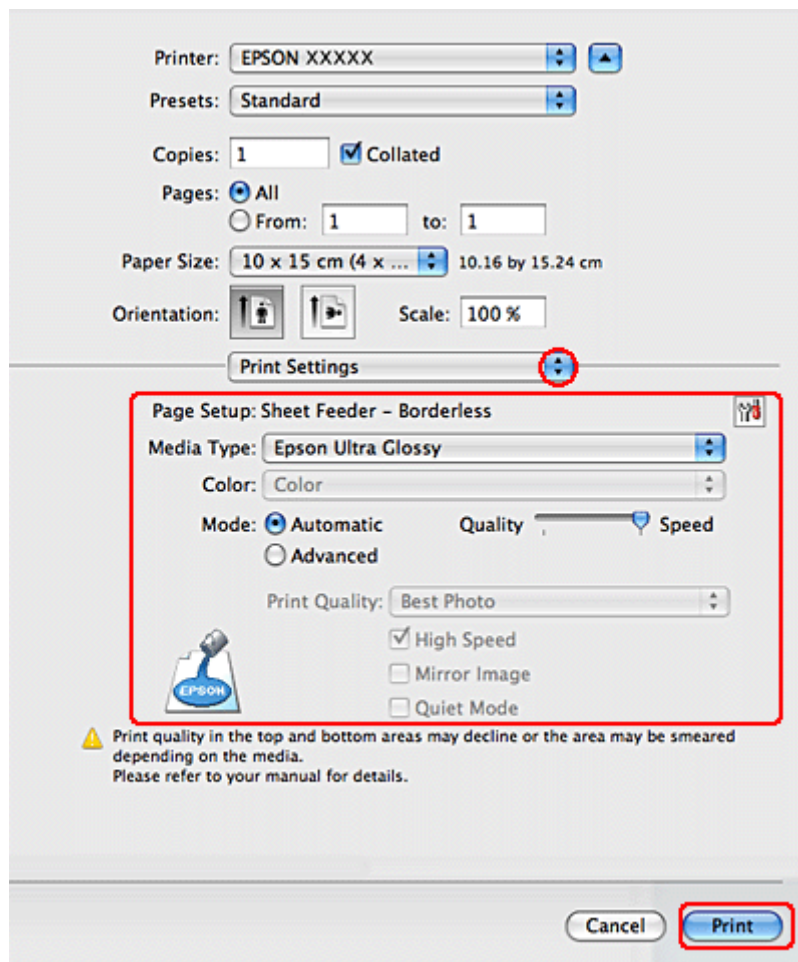 Printer: EPSON XXXXX
Presets: Standard
Copies: 1 Collated
Pages: All
From: 1 to: 1
Paper Size: 10 x 15 cm (4 x ... 10.16 by 15.24 cm
Orientation: Scale: 100 %
Print Settings
Page Setup: Sheet Feeder – Borderless
Media Type: Epson Ultra Glossy
Color: Color
Mode: Automatic Quality Speed
Advanced
Print Quality: Best Photo
High Speed
Mirror Image
EPSON
Quiet Mode
Print quality in the top and bottom areas may decline or the area may be smeared
depending on the media.
Please refer to your manual for details.
Cancel Print